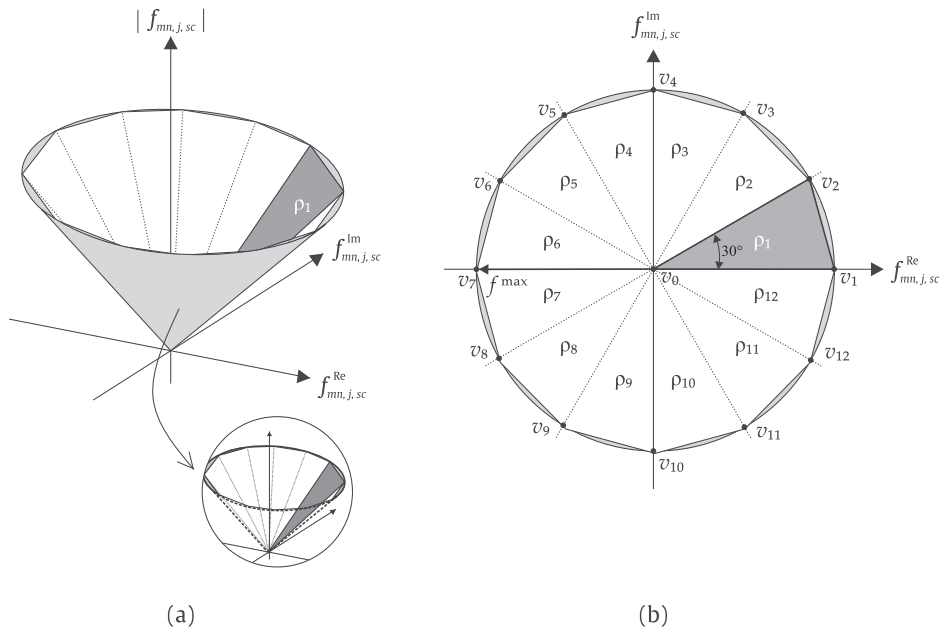 | f mn, j, sc |
ρ1
f Im mn, j, sc
f Re mn, j, sc
(a)
f Im mn, j, sc
v4
v5
v3
ρ4
ρ3
v6
ρ5
ρ2
v2
ρ6
30°
ρ1
v7
f max
v0
v1
f Re mn, j, sc
ρ7
ρ12
v8
ρ8
ρ11
v12
ρ9
ρ10
v9
v11
v10
(b)